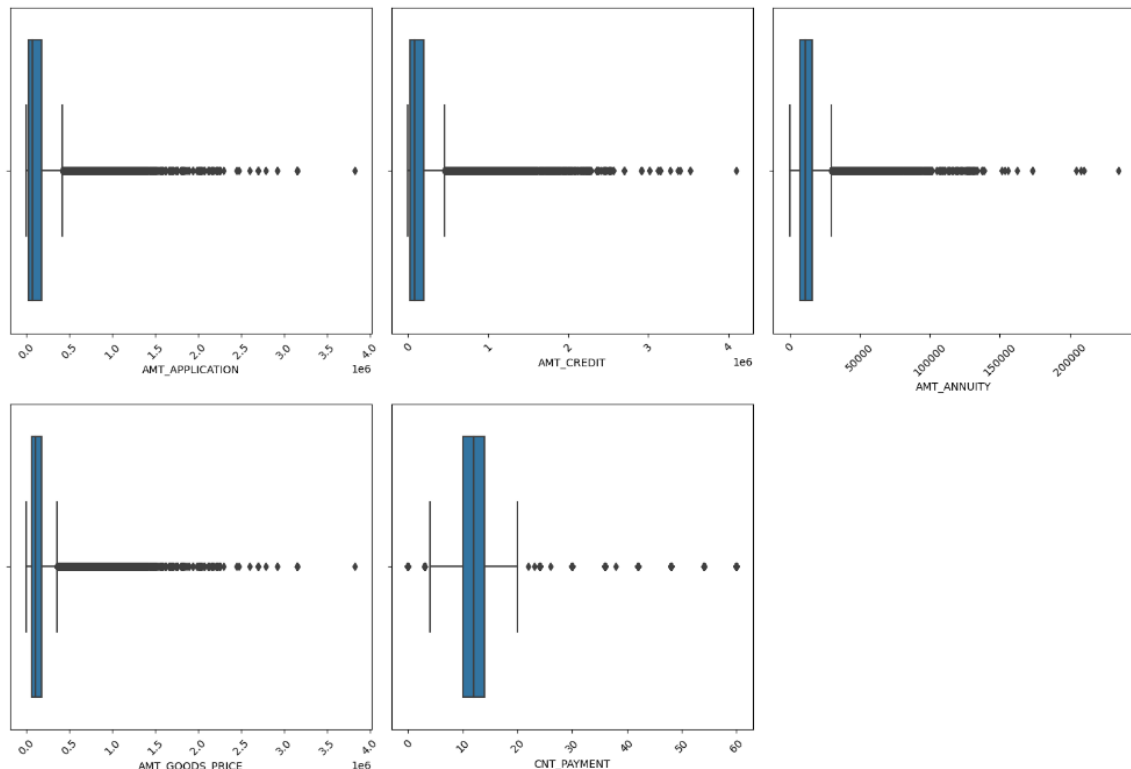 0.0 0.5 1.0 1.5 2.0 2.5 3.0 3.5 4.0
AMT_APPLICATION 1e6
0 1 2 3 4
AMT_CREDIT 1e6
0 50000 100000 150000 200000
AMT_ANNUITY
0.0 0.5 1.0 1.5 2.0 2.5 3.0 3.5 4.0
AMT_GOODS_PRICE 1e6
0 10 20 30 40 50 60
CNT_PAYMENT